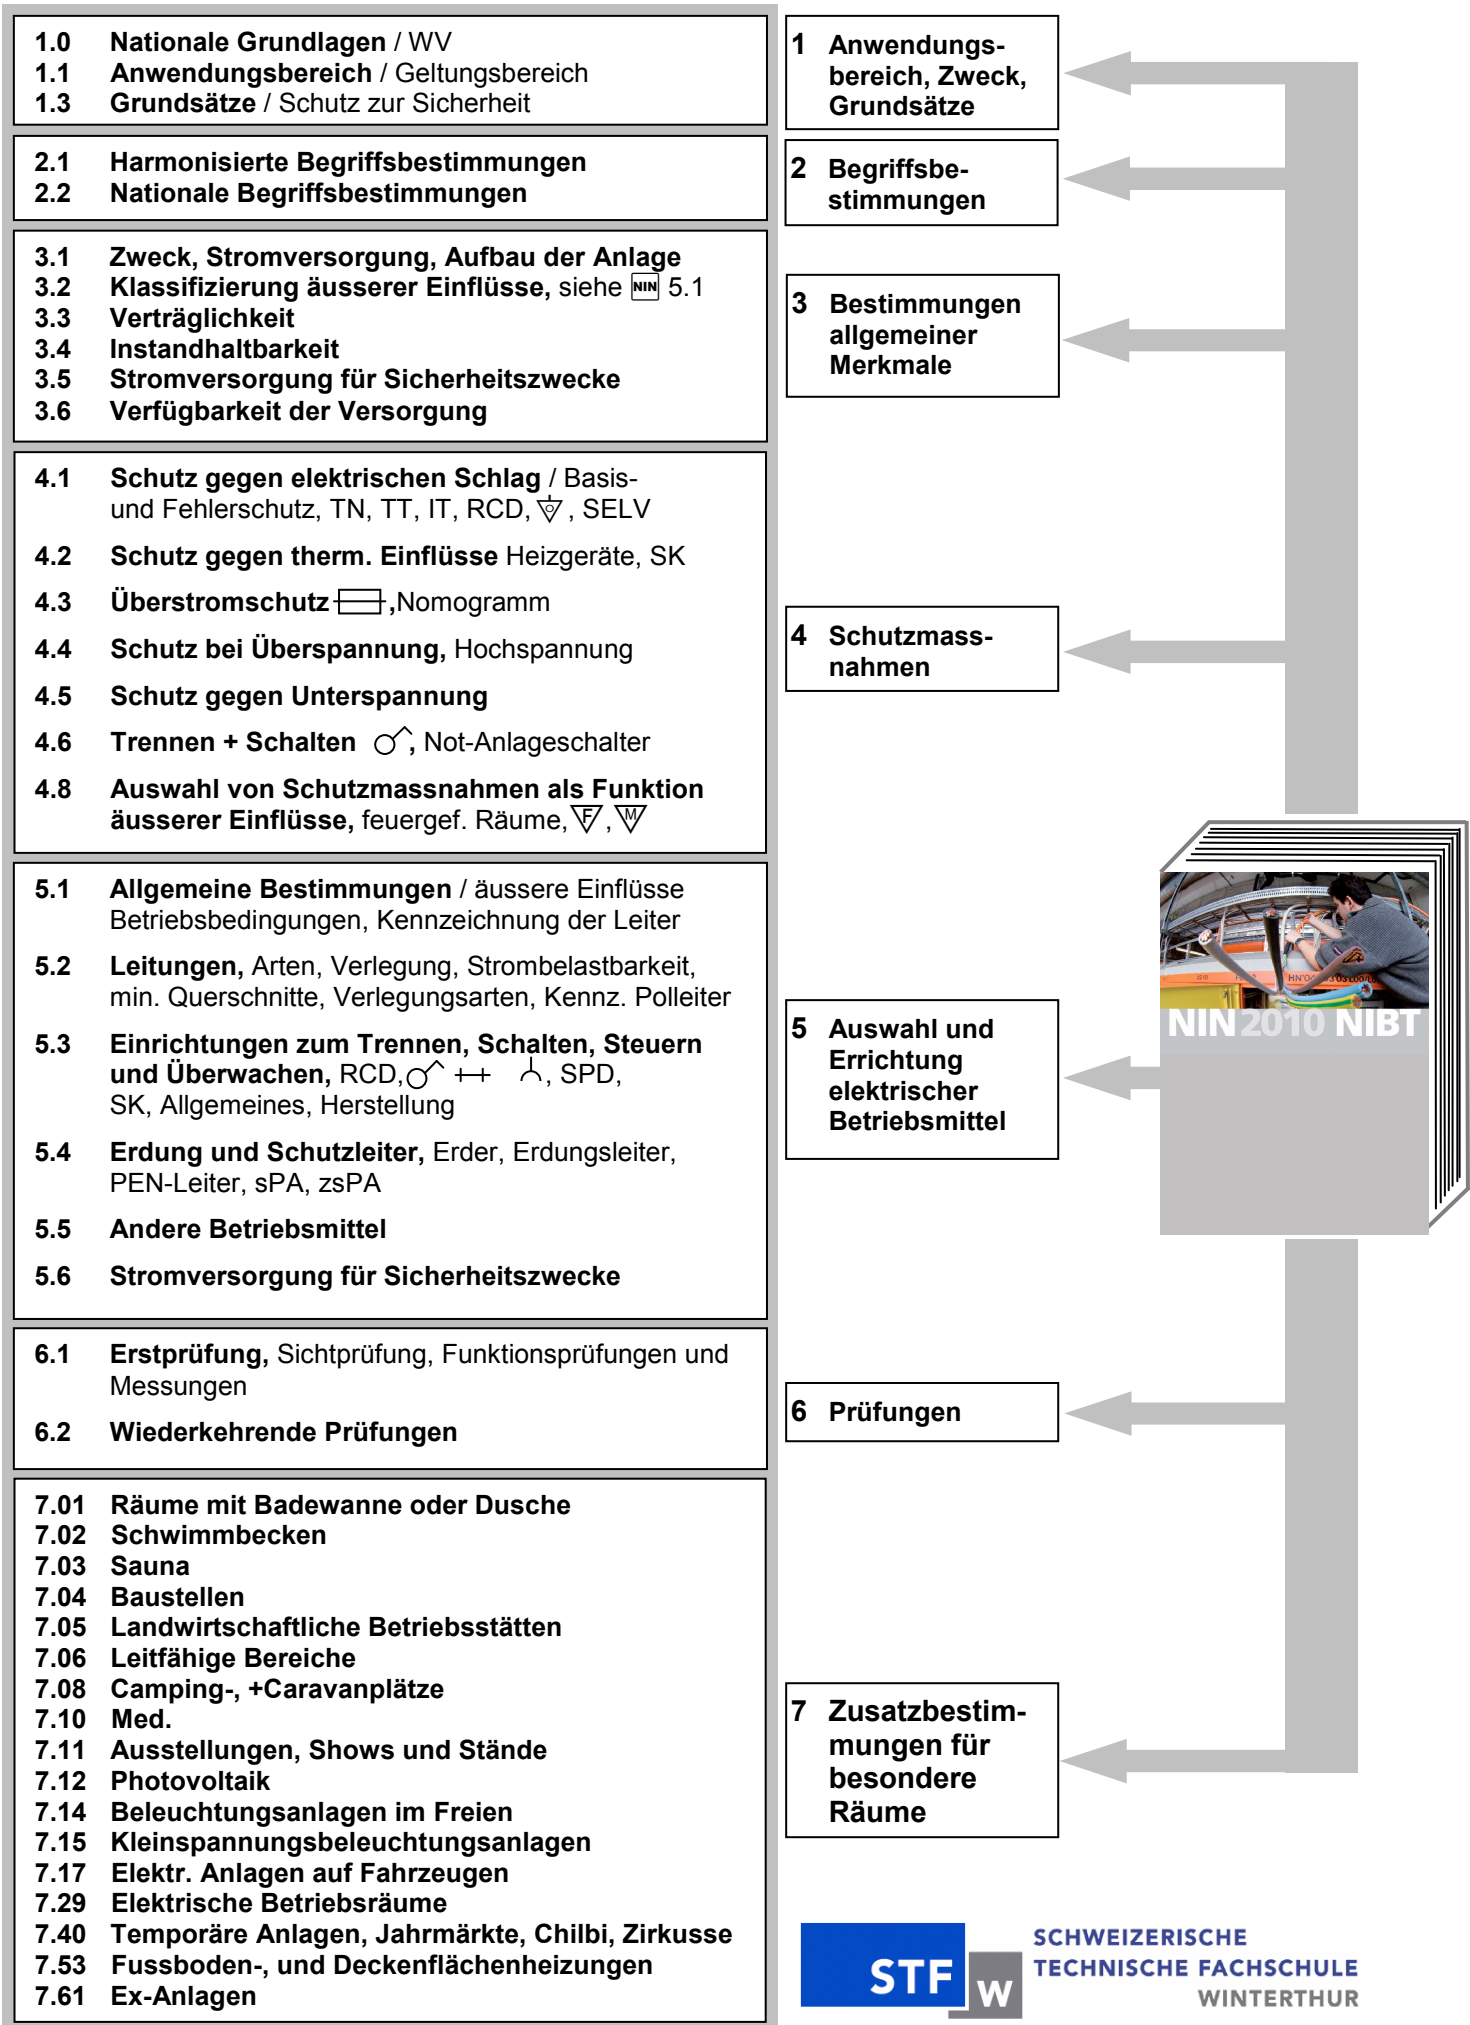 1.0 Nationale Grundlagen / WV
1.1 Anwendungsbereich / Geltungsbereich
1.3 Grundsätze / Schutz zur Sicherheit
1 Anwendungs-
bereich, Zweck,
Grundsätze
2.1 Harmonisierte Begriffsbestimmungen
2.2 Nationale Begriffsbestimmungen
2 Begriffsbe-
stimmungen
3.1 Zweck, Stromversorgung, Aufbau der Anlage
3.2 Klassifizierung äusserer Einflüsse, siehe NIN 5.1
3.3 Verträglichkeit
3.4 Instandhaltbarkeit
3.5 Stromversorgung für Sicherheitszwecke
3.6 Verfügbarkeit der Versorgung
3 Bestimmungen
allgemeiner
Merkmale
4.1 Schutz gegen elektrischen Schlag / Basis-
und Fehlerschutz, TN, TT, IT, RCD, , SELV
4.2 Schutz gegen therm. Einflüsse Heizgeräte, SK
4.3 Überstromschutz ,Nomogramm
4.4 Schutz bei Überspannung, Hochspannung
4.5 Schutz gegen Unterspannung
4.6 Trennen + Schalten , Not-Anlageschalter
4.8 Auswahl von Schutzmassnahmen als Funktion
äusserer Einflüsse, feuergef. Räume, F, M
4 Schutzmass-
nahmen
5.1 Allgemeine Bestimmungen / äussere Einflüsse
Betriebsbedingungen, Kennzeichnung der Leiter
5.2 Leitungen, Arten, Verlegung, Strombelastbarkeit,
min. Querschnitte, Verlegungsarten, Kennz. Polleiter
5.3 Einrichtungen zum Trennen, Schalten, Steuern
und Überwachen, RCD, , SPD,
SK, Allgemeines, Herstellung
5.4 Erdung und Schutzleiter, Erder, Erdungsleiter,
PEN-Leiter, sPA, zsPA
5.5 Andere Betriebsmittel
5.6 Stromversorgung für Sicherheitszwecke
5 Auswahl und
Errichtung
elektrischer
Betriebsmittel
NIN 2010 NIBT
6.1 Erstprüfung, Sichtprüfung, Funktionsprüfungen und
Messungen
6.2 Wiederkehrende Prüfungen
6 Prüfungen
7.01 Räume mit Badewanne oder Dusche
7.02 Schwimmbecken
7.03 Sauna
7.04 Baustellen
7.05 Landwirtschaftliche Betriebsstätten
7.06 Leitfähige Bereiche
7.08 Camping-, +Caravanplätze
7.10 Med.
7.11 Ausstellungen, Shows und Stände
7.12 Photovoltaik
7.14 Beleuchtungsanlagen im Freien
7.15 Kleinspannungsbeleuchtungsanlagen
7.17 Elektr. Anlagen auf Fahrzeugen
7.29 Elektrische Betriebsräume
7.40 Temporäre Anlagen, Jahrmärkte, Chilbi, Zirkusse
7.53 Fussboden-, und Deckenflächenheizungen
7.61 Ex-Anlagen
7 Zusatzbestim-
mungen für
besondere
Räume
STF W
SCHWEIZERISCHE
TECHNISCHE FACHSCHULE
WINTERTHUR